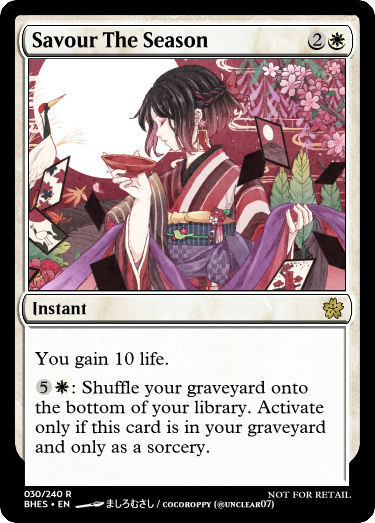 Savour The Season 2
Instant
You gain 10 life.
5 : Shuffle your graveyard onto
the bottom of your library. Activate
only if this card is in your graveyard
and only as a sorcery.
030/240 R
NOT FOR RETAIL
BHES • EN ましろむさし / COCOROPPY (@UNCLEAR07)